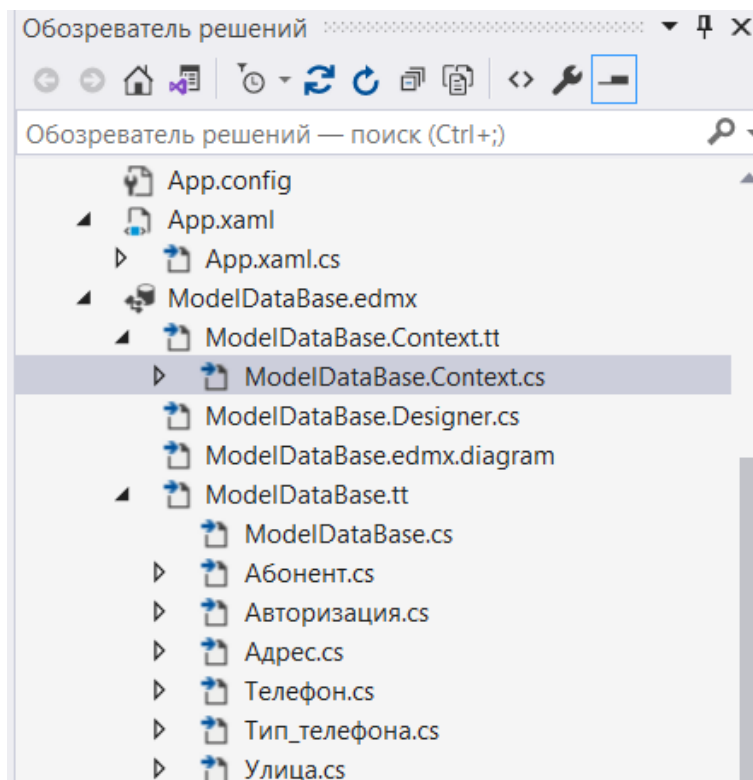 Обозреватель решений
Обозреватель решений — поиск (Ctrl+;)
App.config
App.xaml
App.xaml.cs
ModelDataBase.edmx
ModelDataBase.Context.tt
ModelDataBase.Context.cs
ModelDataBase.Designer.cs
ModelDataBase.edmx.diagram
ModelDataBase.tt
ModelDataBase.cs
Абонент.cs
Авторизация.cs
Адрес.cs
Телефон.cs
Тип_телефона.cs
Улица.cs